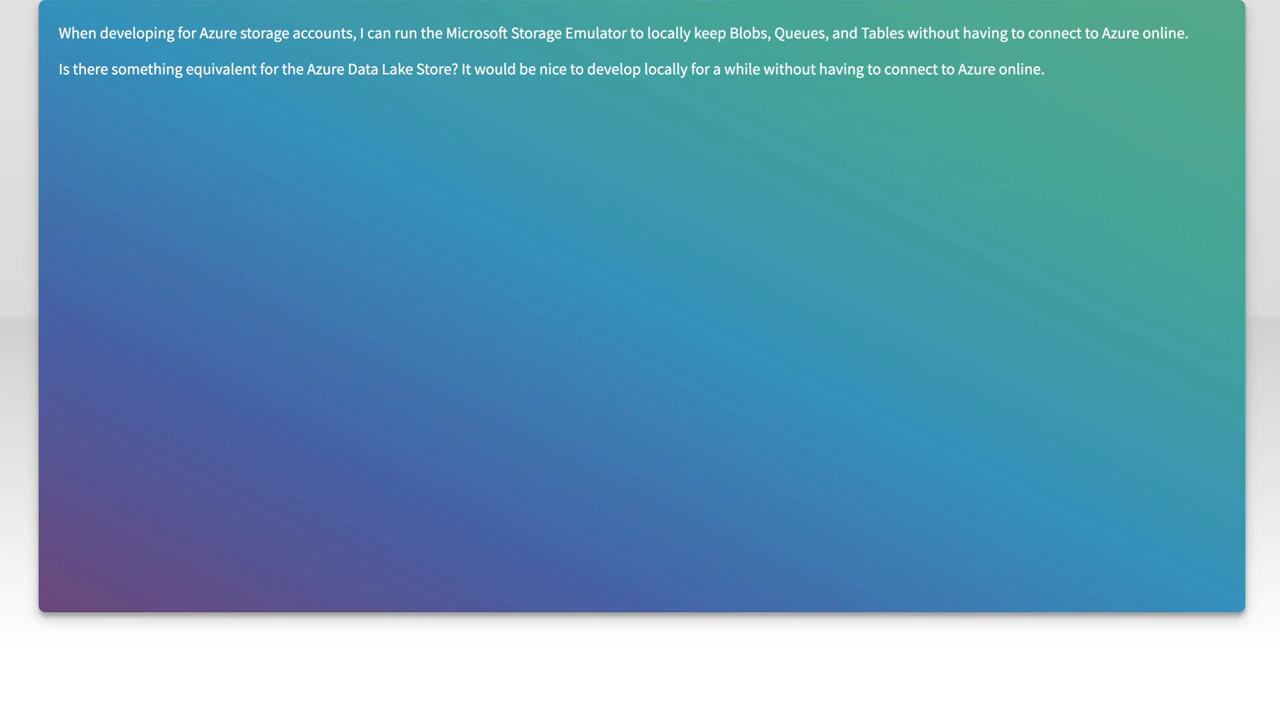 When developing for Azure storage accounts, I can run the Microsoft Storage Emulator to locally keep Blobs, Queues, and Tables without having to connect to Azure online.
Is there something equivalent for the Azure Data Lake Store? It would be nice to develop locally for a while without having to connect to Azure online.